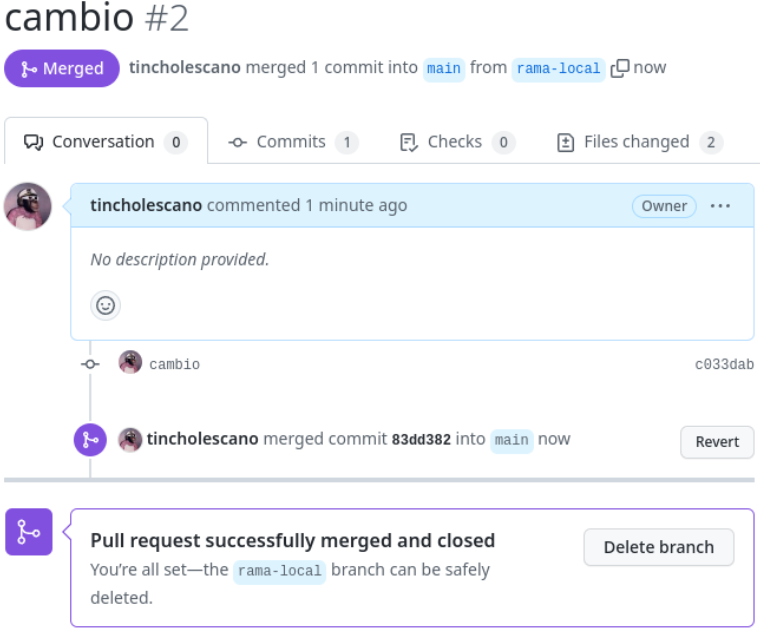 cambio #2
Merged tincholescano merged 1 commit into main from rama-local now
Conversation 0 Commits 1 Checks 0 Files changed 2
tincholescano commented 1 minute ago Owner ...
No description provided.
cambio c033dab
tincholescano merged commit 83dd382 into main now Revert
Pull request successfully merged and closed
You’re all set—the rama-local branch can be safely
deleted.
Delete branch